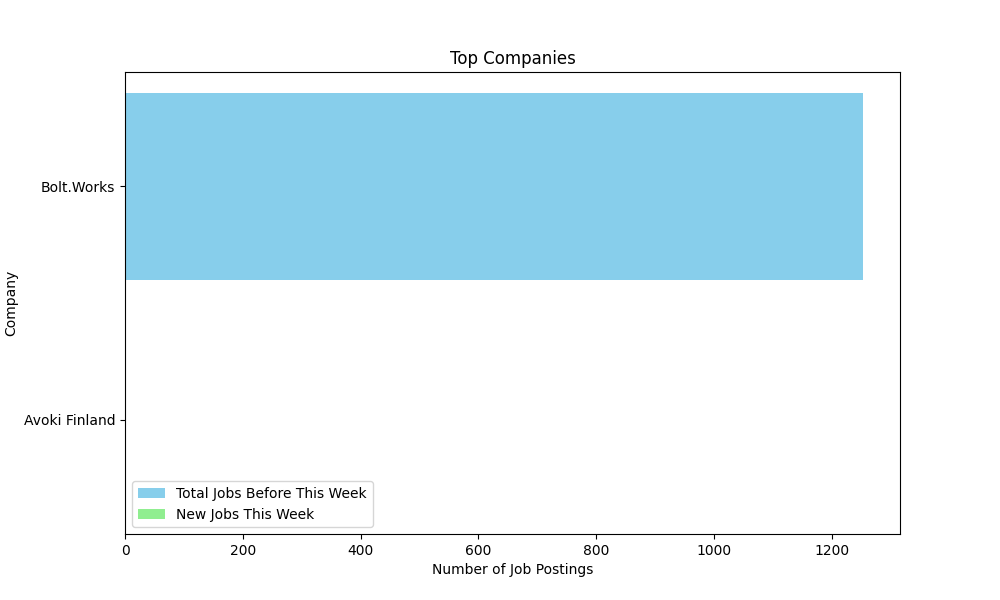 Top Companies
Company
Bolt.Works
Avoki Finland
Total Jobs Before This Week
New Jobs This Week
0 200 400 600 800 1000 1200
Number of Job Postings